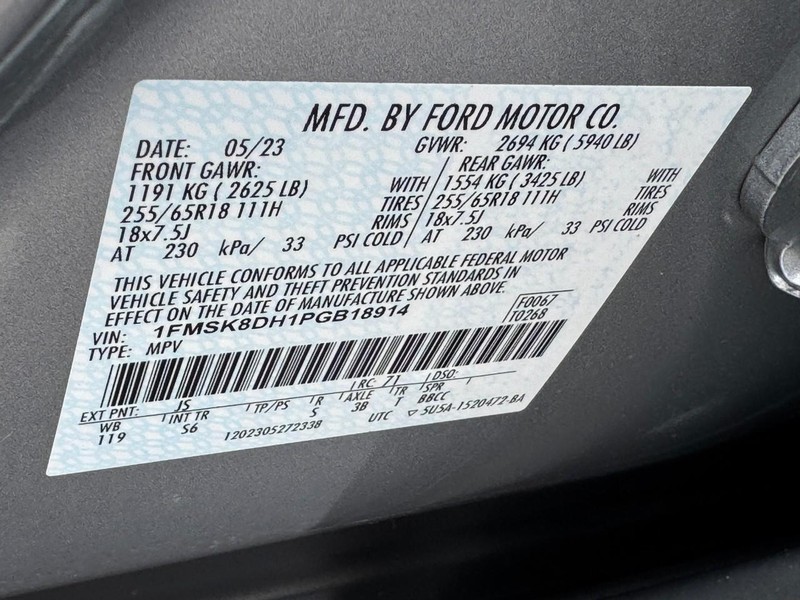 MFD. BY FORD MOTOR CO.
DATE: 05/23 GVWR: 2694 KG ( 5940 LB)
FRONT GAWR: REAR GAWR:
1191 KG ( 2625 LB) WITH 1554 KG ( 3425 LB) WITH
255/65R18 111H TIRES 255/65R18 111H TIRES
18x7.5J RIMS 18x7.5J RIMS
AT 230 kPa/ 33 PSI COLD AT 230 kPa/ 33 PSI COLD
THIS VEHICLE CONFORMS TO ALL APPLICABLE FEDERAL MOTOR
VEHICLE SAFETY AND THEFT PREVENTION STANDARDS IN
EFFECT ON THE DATE OF MANUFACTURE SHOWN ABOVE.
VIN: 1FMSK8DH1PGB18914 F0067
TYPE: MPV T0268
EXT PNT: JS RC: 71 DSO:
WB INT TR TP/PS R AXLE TR SPR
119 S6 S 3B T BBCC
1202305272338 UTC ▽ 5U5A-1520472-BA